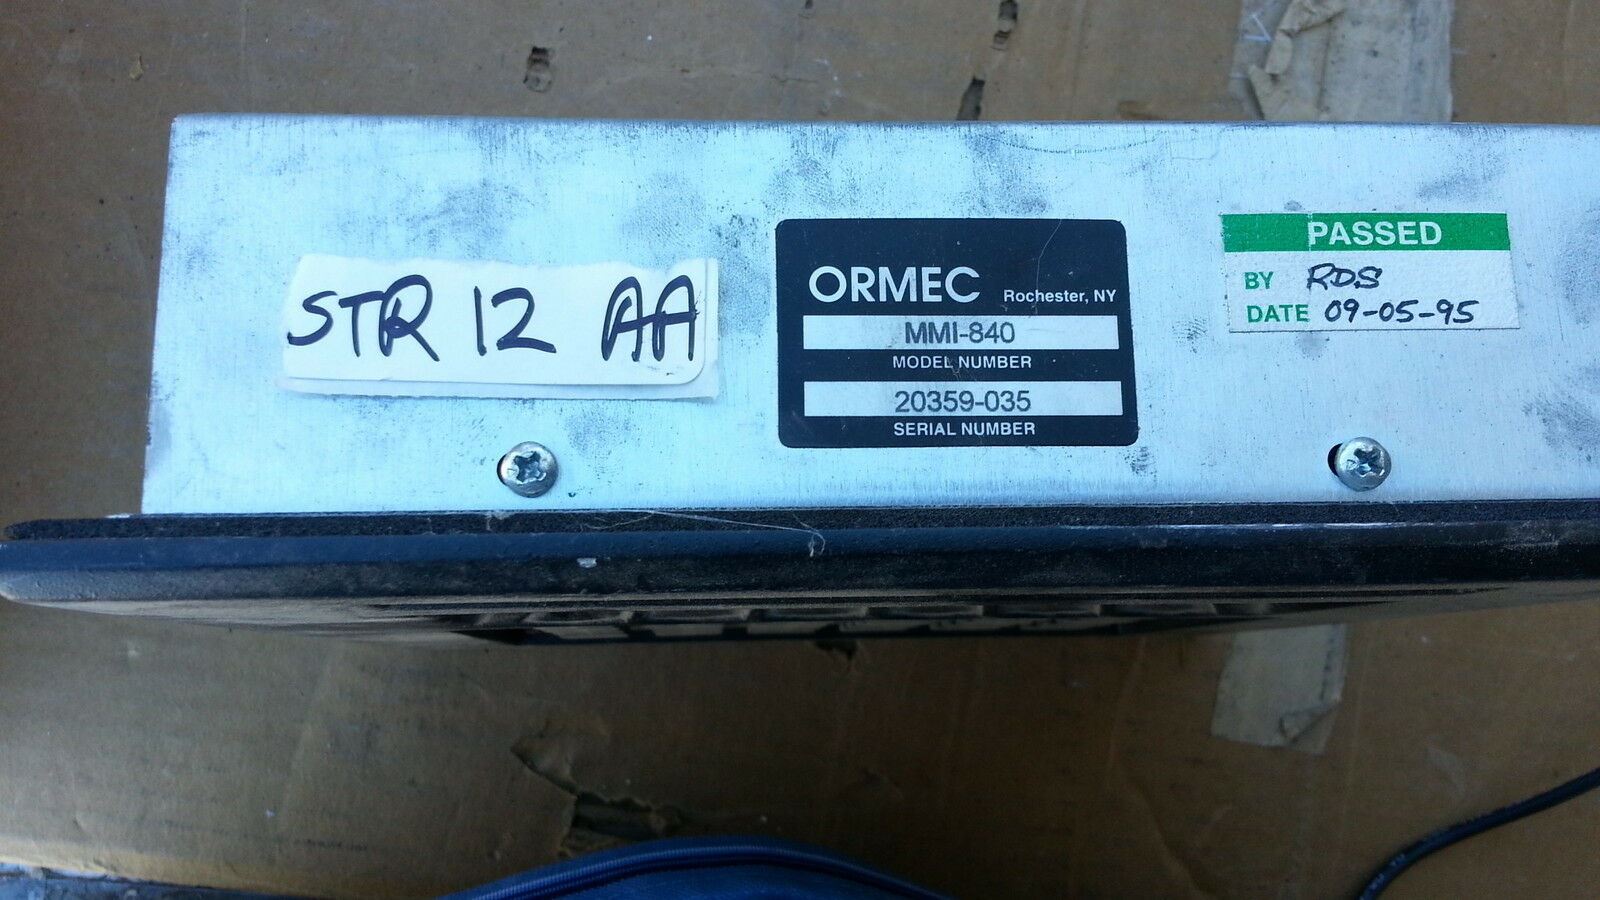 STR 12 AA
ORMEC Rochester, NY
MMI-840
MODEL NUMBER
20359-035
SERIAL NUMBER
PASSED
BY RDS
DATE 09-05-95